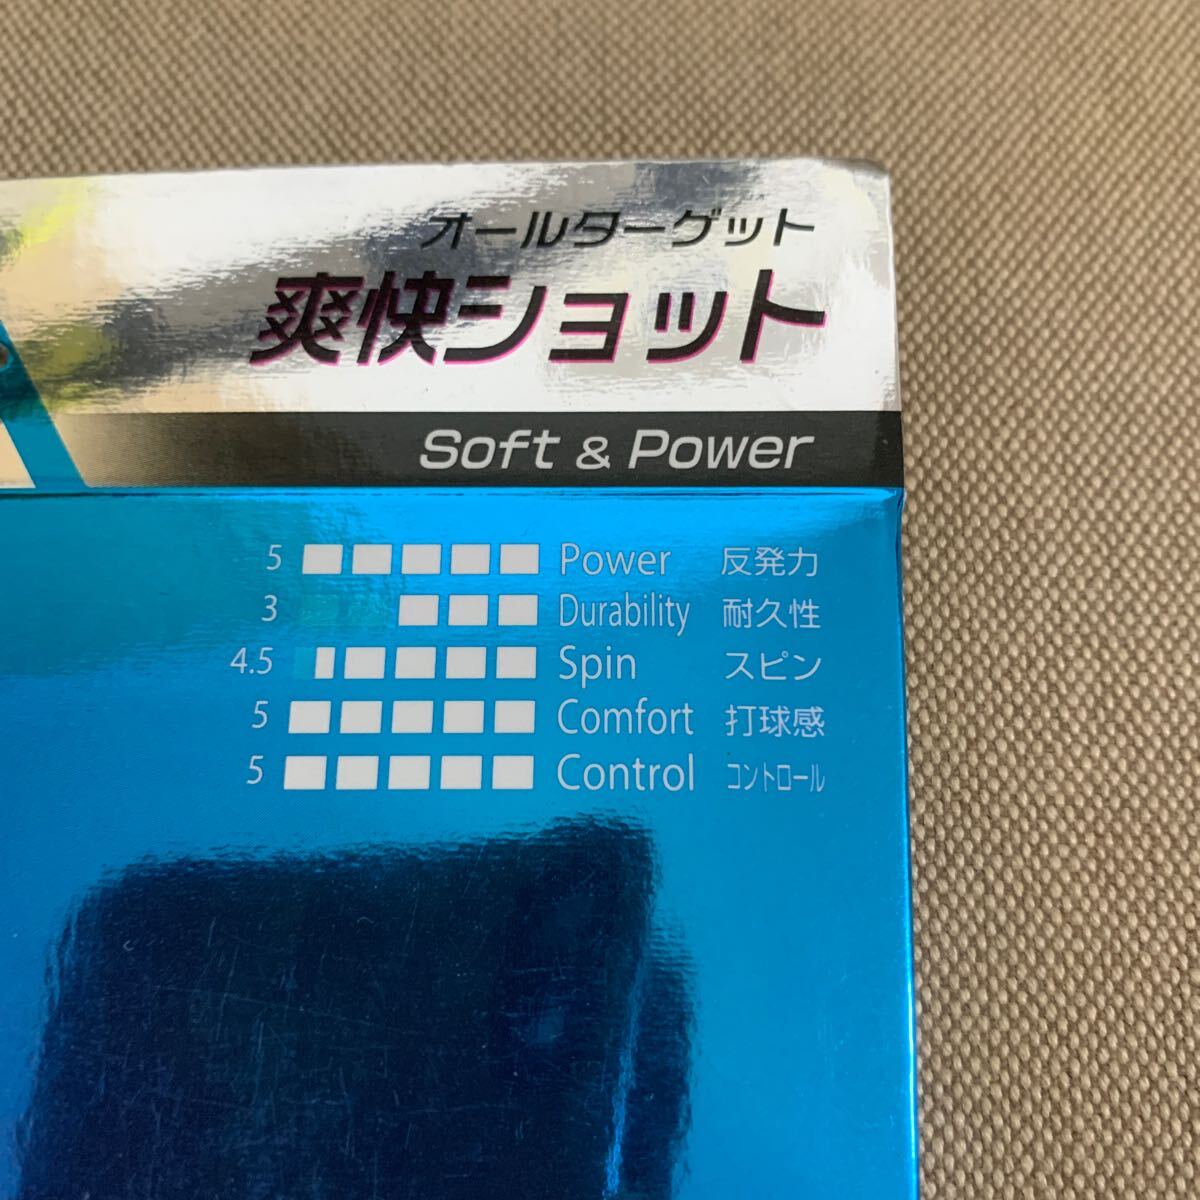 オールターゲット
爽快ショット
Soft & Power
5 Power 反発力
3 Durability 耐久性
4.5 Spin スピン
5 Comfort 打球感
5 Control コントロール